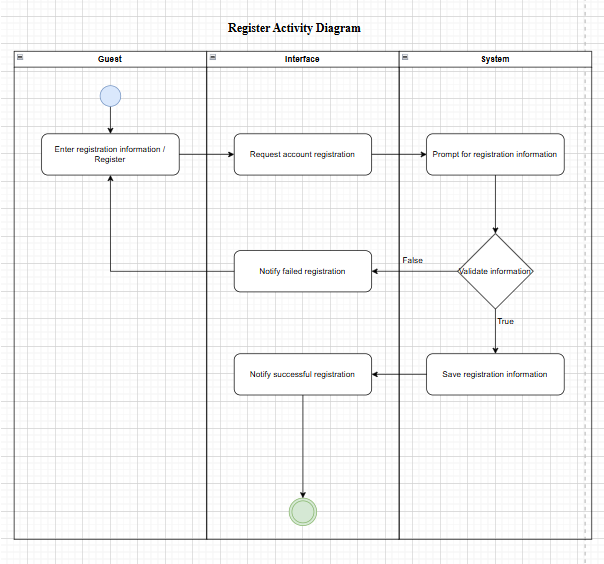 Register Activity Diagram
Guest
Interface
System
Enter registration information /
Register
Request account registration
Prompt for registration information
Notify failed registration
False
Validate information
True
Notify successful registration
Save registration information